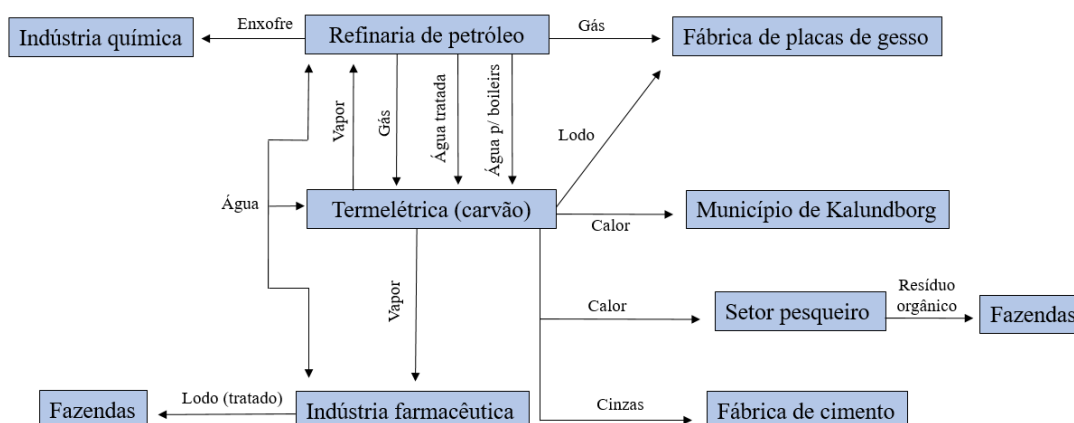 Enxofre
Gás
Indústria química
Refinaria de petróleo
Fábrica de placas de gesso
Vapor
Gás
Água tratada
Água p/ boileirs
Lodo
Água
Termelétrica (carvão)
Município de Kalundborg
Calor
Vapor
Calor
Setor pesqueiro
Resíduo
orgânico
Fazendas
Fazendas
Lodo (tratado)
Indústria farmacêutica
Cinzas
Fábrica de cimento